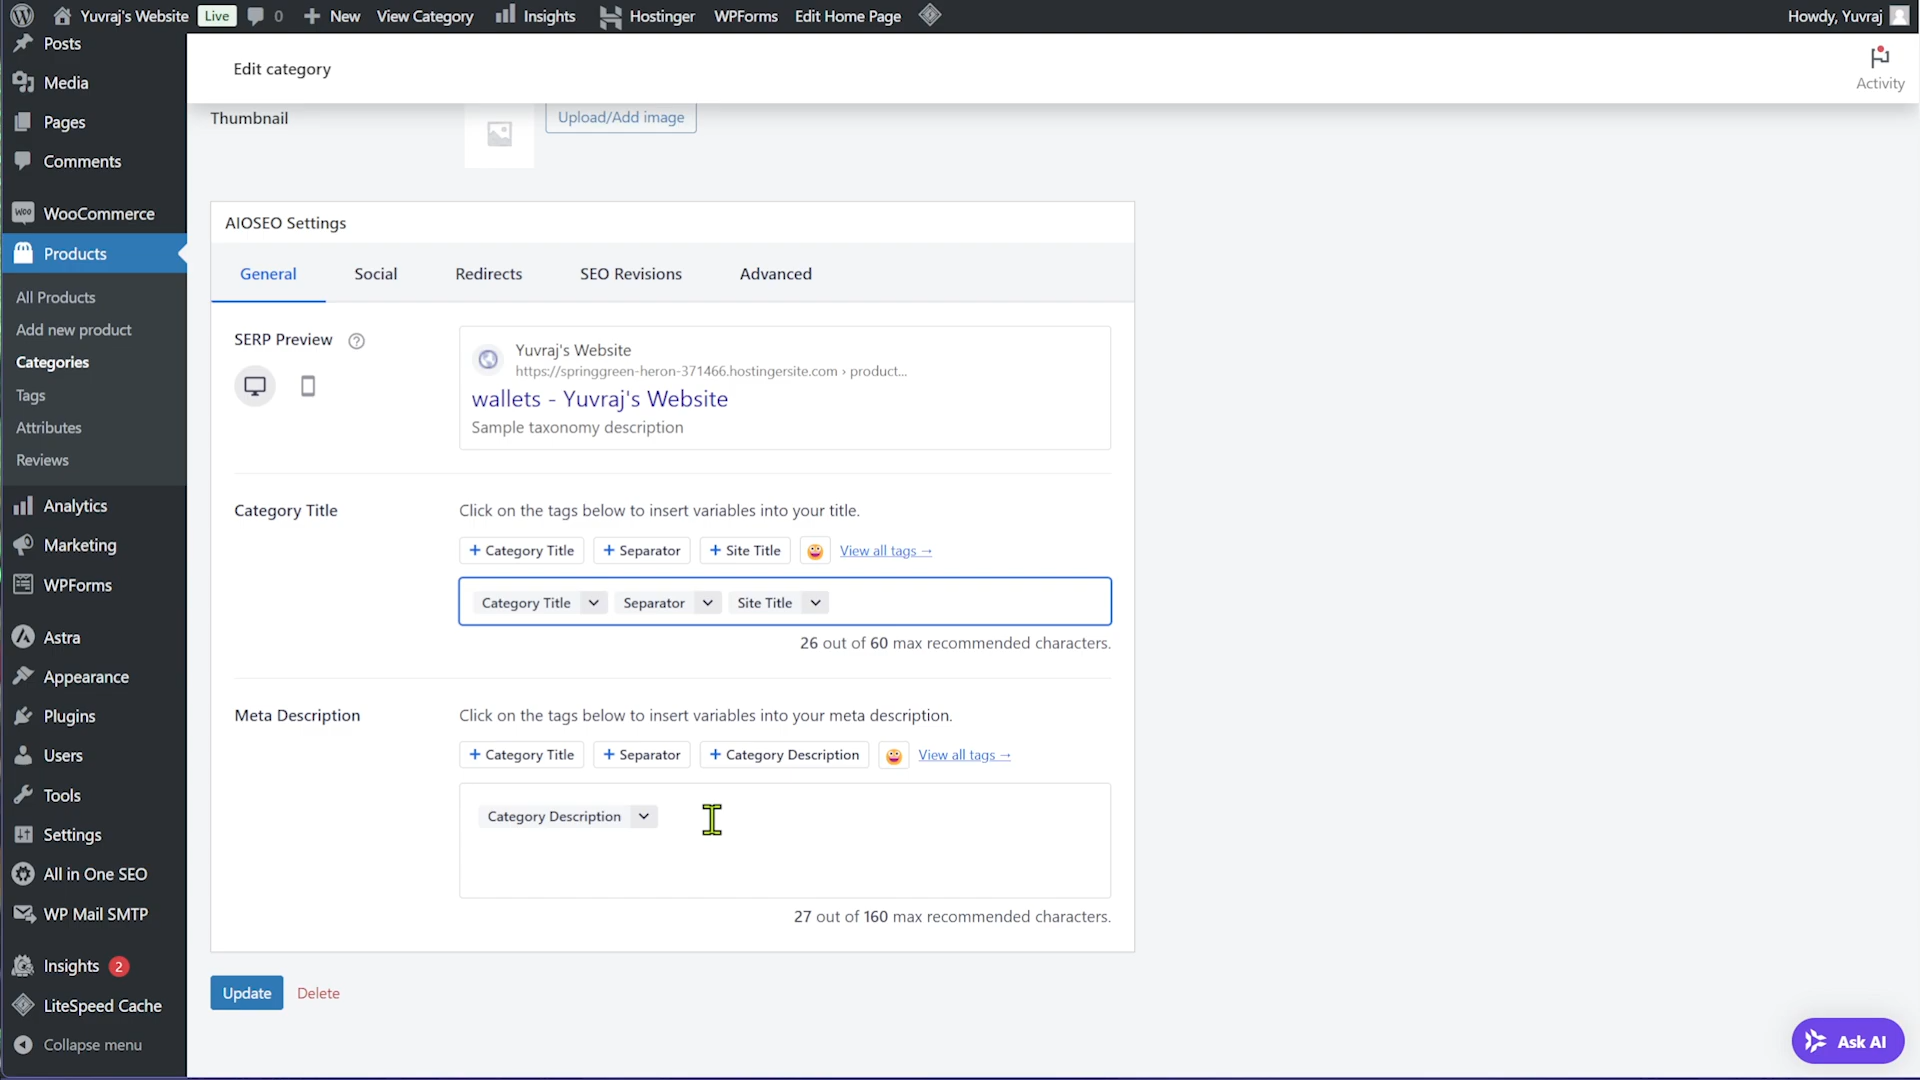 Yuvraj's Website Live 0 New View Category Insights Hostinger WPForms Edit Home Page Howdy, Yuvraj
Posts
Media
Pages
Comments
WooCommerce
Products
All Products
Add new product
Categories
Tags
Attributes
Reviews
Analytics
Marketing
WPForms
Astra
Appearance
Plugins
Users
Tools
Settings
All in One SEO
WP Mail SMTP
Insights 2
LiteSpeed Cache
Collapse menu
Edit category
Activity
Thumbnail
Upload/Add image
AIOSEO Settings
General Social Redirects SEO Revisions Advanced
SERP Preview
Yuvraj's Website
https://springgreen-heron-371466.hostingersite.com › product...
wallets - Yuvraj's Website
Sample taxonomy description
Category Title
Click on the tags below to insert variables into your title.
+ Category Title + Separator + Site Title View all tags →
Category Title Separator Site Title
26 out of 60 max recommended characters.
Meta Description
Click on the tags below to insert variables into your meta description.
+ Category Title + Separator + Category Description View all tags →
Category Description
27 out of 160 max recommended characters.
Update Delete
Ask AI